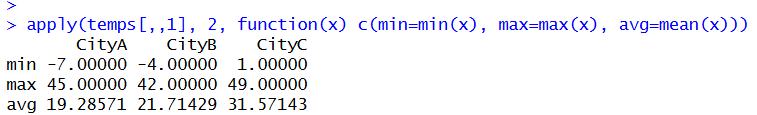 >
> apply(temps[,,1], 2, function(x) c(min=min(x), max=max(x), avg=mean(x)))
       CityA    CityB    CityC
min -7.00000 -4.00000  1.00000
max 45.00000 42.00000 49.00000
avg 19.28571 21.71429 31.57143